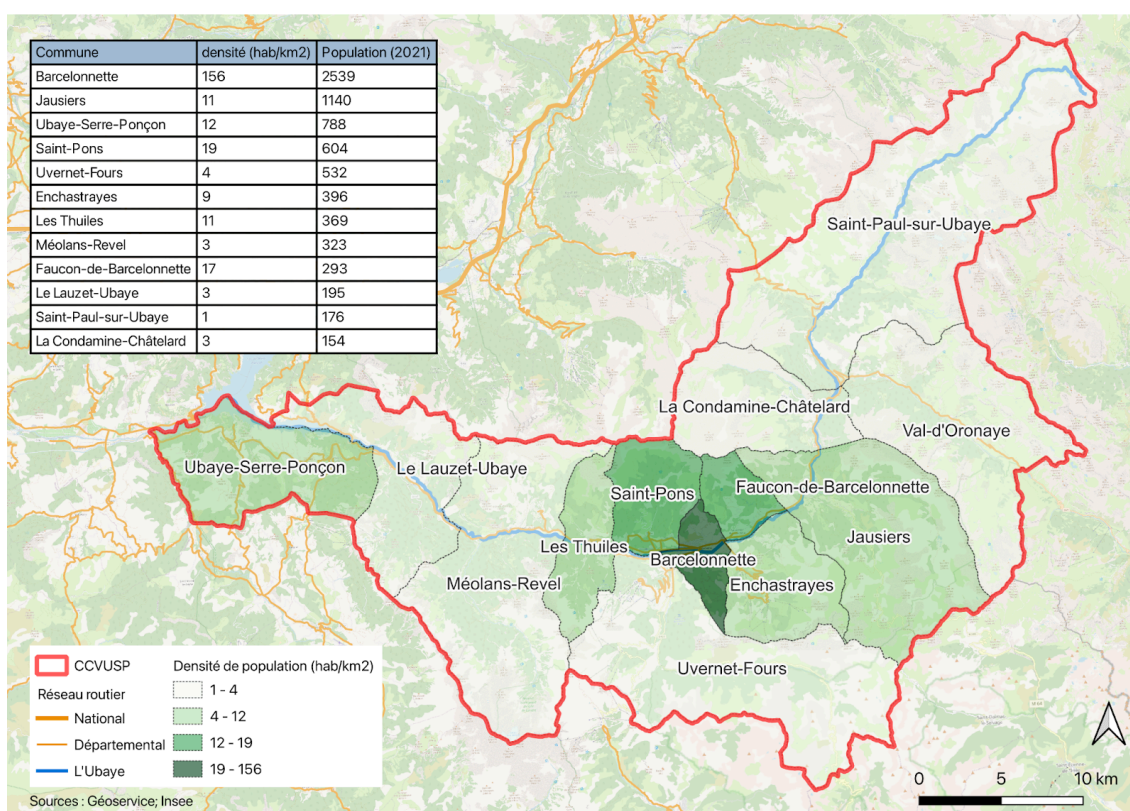 Commune densité (hab/km2) Population (2021)
Barcelonnette 156 2539
Jausiers 11 1140
Ubaye-Serre-Ponçon 12 788
Saint-Pons 19 604
Uvernet-Fours 4 532
Enchastrayes 9 396
Les Thuiles 11 369
Méolans-Revel 3 323
Faucon-de-Barcelonnette 17 293
Le Lauzet-Ubaye 3 195
Saint-Paul-sur-Ubaye 1 176
La Condamine-Châtelard 3 154
Saint-Paul-sur-Ubaye
La Condamine-Châtelard
Val-d'Oronaye
Ubaye-Serre-Ponçon
Le Lauzet-Ubaye
Saint-Pons
Faucon-de-Barcelonnette
Jausiers
Les Thuiles
Barcelonnette
Méolans-Revel
Enchastrayes
Uvernet-Fours
CCVUSP
Réseau routier
National
Départemental
L'Ubaye
Densité de population (hab/km2)
1 - 4
4 - 12
12 - 19
19 - 156
0 5 10 km
Sources : Géoservice; Insee